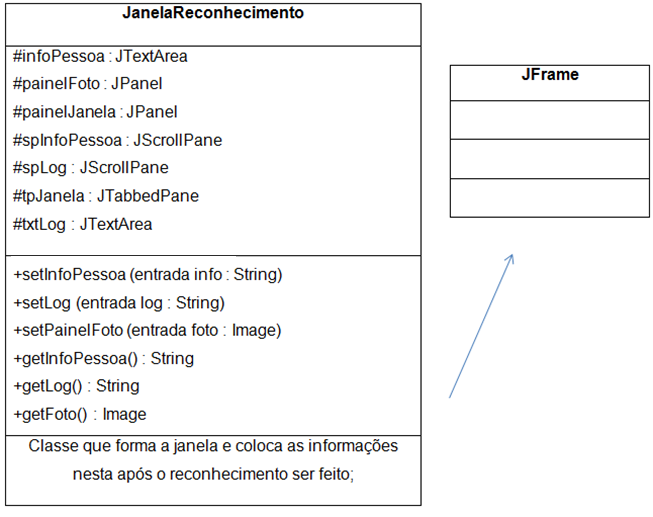 JanelaReconhecimento
#infoPessoa : JTextArea
#painelFoto : JPanel
#painelJanela : JPanel
#spInfoPessoa : JScrollPane
#spLog : JScrollPane
#tpJanela : JTabbedPane
#txtLog : JTextArea
+setInfoPessoa (entrada info : String)
+setLog (entrada log : String)
+setPainelFoto (entrada foto : Image)
+getInfoPessoa() : String
+getLog() : String
+getFoto() : Image
Classe que forma a janela e coloca as informações
nesta após o reconhecimento ser feito;
JFrame